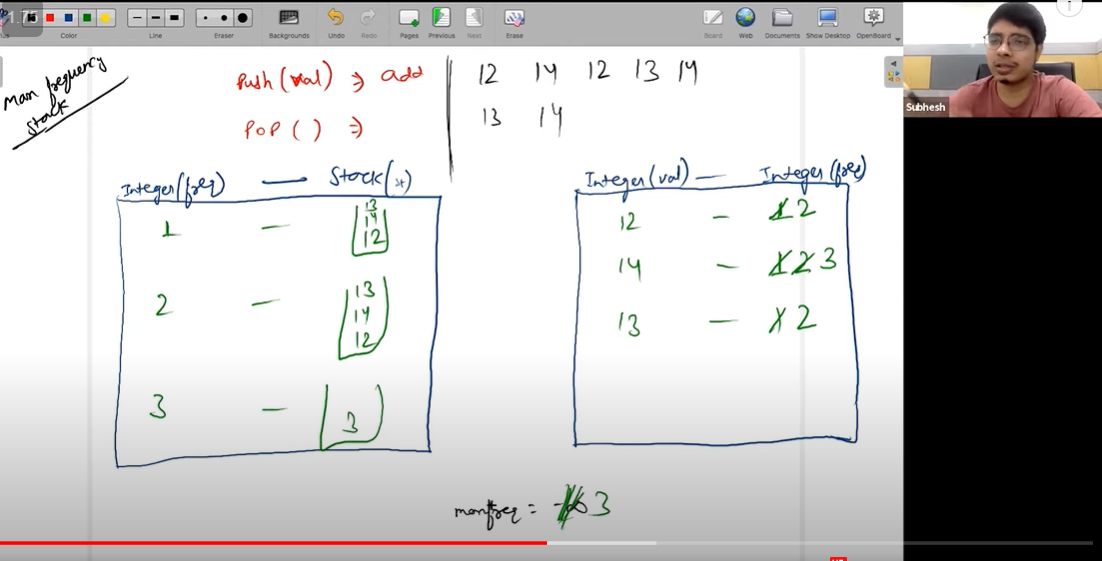 1.75
Color
Line
Eraser
Backgrounds
Undo
Redo
Pages
Previous
Next
Erase
Board
Web
Documents
Show Desktop
OpenBoard
i
Subhesh
Man frequency
stack
Push (val) ⇒ add
POP ( ) ⇒
12 14 12 13 14
13 14
Integer (freq) — Stack(st)
1 — 13
14
12
2 — 13
14
12
3 — 3
Integer (val) — Integer (freq)
12 — 1 2
14 — 1 2 3
13 — 1 2
manfreq = 3